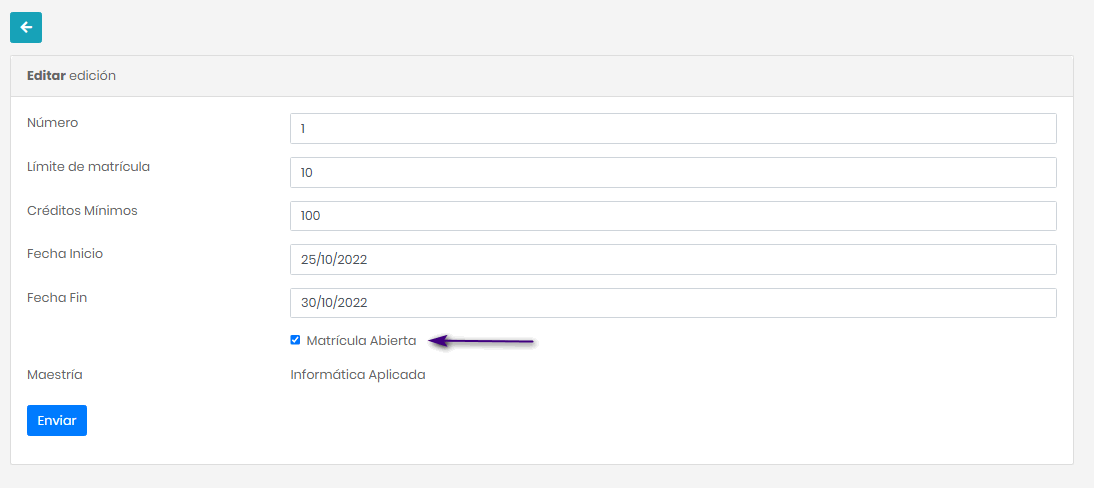 Editar edición
Número
1
Límite de matrícula
10
Créditos Mínimos
100
Fecha Inicio
25/10/2022
Fecha Fin
30/10/2022
Matrícula Abierta
Maestría
Informática Aplicada
Enviar